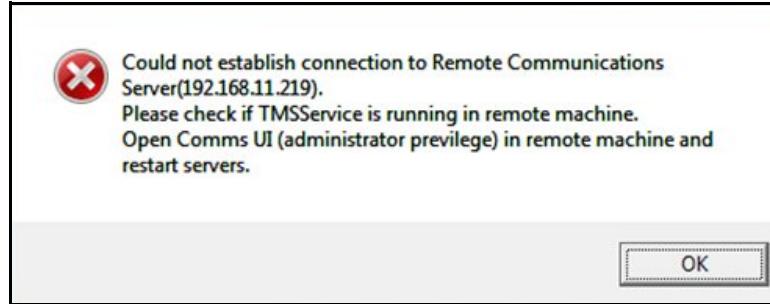 Could not establish connection to Remote Communications
Server(192.168.11.219).
Please check if TMSService is running in remote machine.
Open Comms UI (administrator previlege) in remote machine and
restart servers.
OK